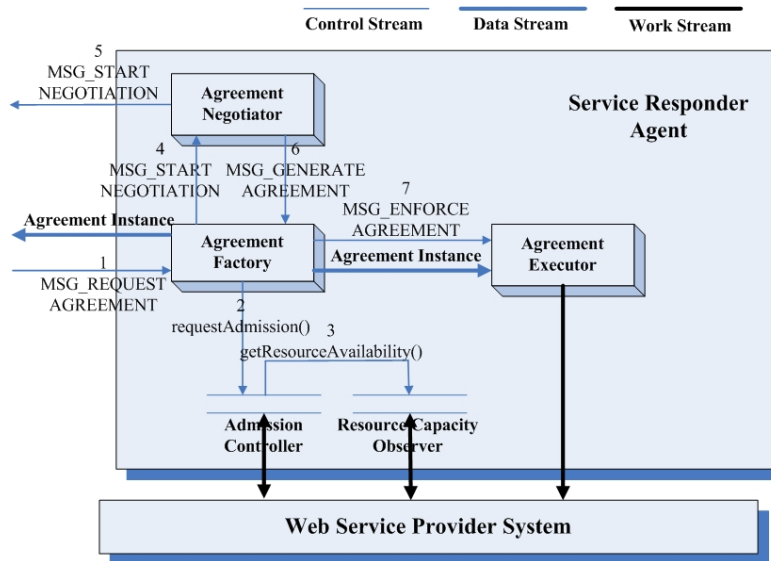 Control Stream
Data Stream
Work Stream
5
MSG_START
NEGOTIATION
Agreement
Negotiator
Service Responder
Agent
4
MSG_START
NEGOTIATION
6
MSG_GENERATE
AGREEMENT
7
MSG_ENFORCE
AGREEMENT
Agreement Instance
Agreement
Factory
Agreement Instance
Agreement
Executor
1
MSG_REQUEST
AGREEMENT
2
requestAdmission()
3
getResourceAvailability()
Admission
Controller
Resource Capacity
Observer
Web Service Provider System